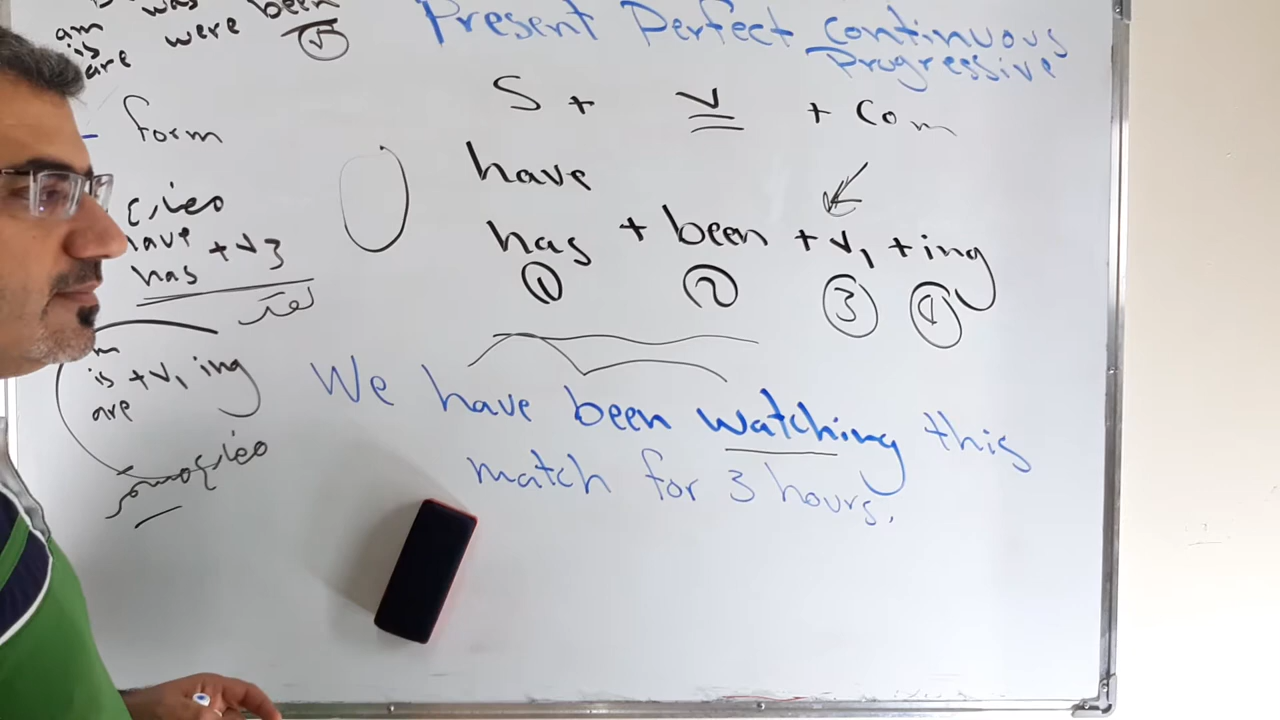 am was been
is were
are
15
Present Perfect Continuous
Progressive
S + V + Com
form
have
has + been + V1 + ing
1 2 3 4
have
has + V3
is + V1 ing
are
We have been watching this
match for 3 hours.